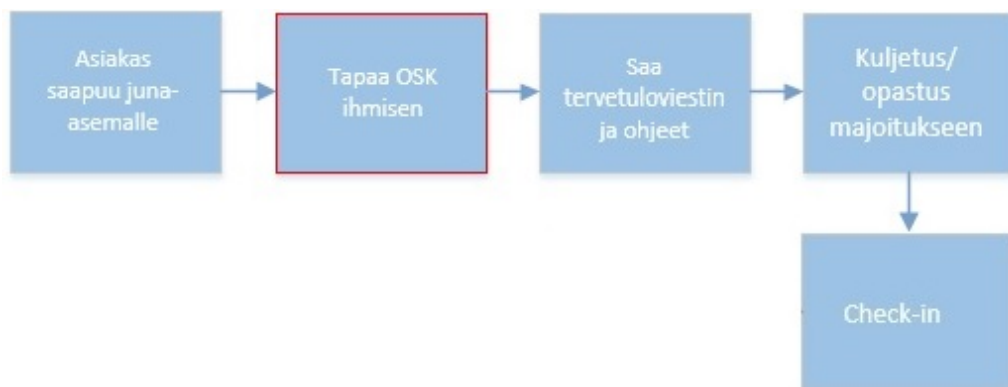 Asiakas
saapuu juna-
asemalle
Tapaa OSK
ihmisen
Saa
tervetuloviestin
ja ohjeet
Kuljetus/
opastus
majoitukseen
Check-in